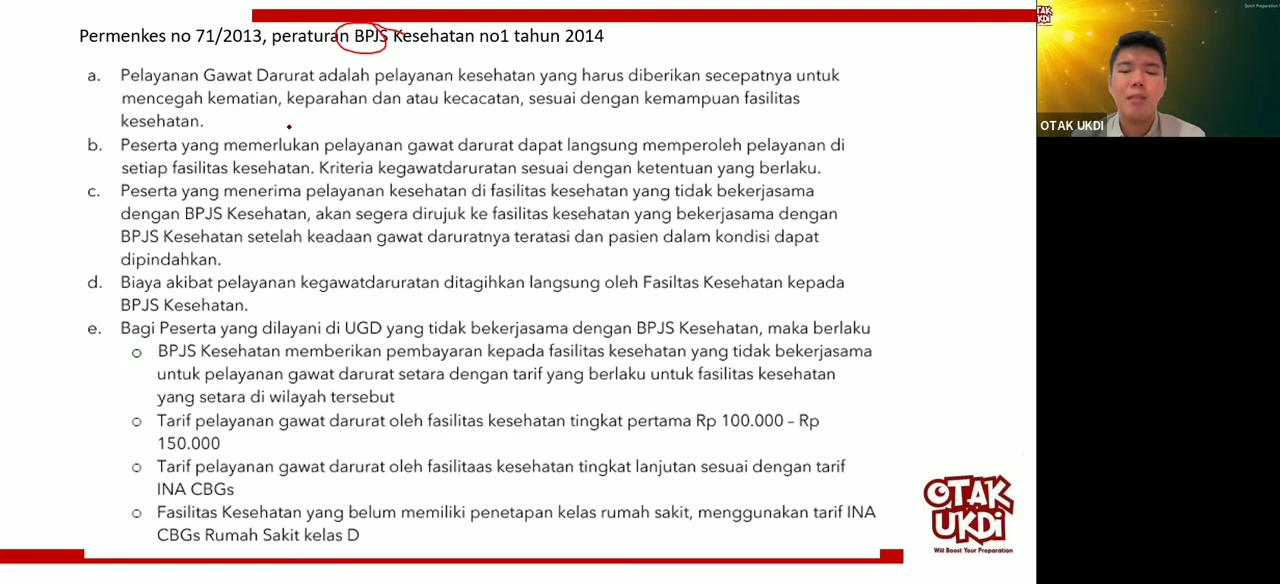 Permenkes no 71/2013, peraturan BPJS Kesehatan no1 tahun 2014
a. Pelayanan Gawat Darurat adalah pelayanan kesehatan yang harus diberikan secepatnya untuk
mencegah kematian, keparahan dan atau kecacatan, sesuai dengan kemampuan fasilitas
kesehatan.
b. Peserta yang memerlukan pelayanan gawat darurat dapat langsung memperoleh pelayanan di
setiap fasilitas kesehatan. Kriteria kegawatdaruratan sesuai dengan ketentuan yang berlaku.
c. Peserta yang menerima pelayanan kesehatan di fasilitas kesehatan yang tidak bekerjasama
dengan BPJS Kesehatan, akan segera dirujuk ke fasilitas kesehatan yang bekerjasama dengan
BPJS Kesehatan setelah keadaan gawat daruratnya teratasi dan pasien dalam kondisi dapat
dipindahkan.
d. Biaya akibat pelayanan kegawatdaruratan ditagihkan langsung oleh Fasiltas Kesehatan kepada
BPJS Kesehatan.
e. Bagi Peserta yang dilayani di UGD yang tidak bekerjasama dengan BPJS Kesehatan, maka berlaku
o BPJS Kesehatan memberikan pembayaran kepada fasilitas kesehatan yang tidak bekerjasama
untuk pelayanan gawat darurat setara dengan tarif yang berlaku untuk fasilitas kesehatan
yang setara di wilayah tersebut
o Tarif pelayanan gawat darurat oleh fasilitas kesehatan tingkat pertama Rp 100.000 – Rp
150.000
o Tarif pelayanan gawat darurat oleh fasilitaas kesehatan tingkat lanjutan sesuai dengan tarif
INA CBGs
o Fasilitas Kesehatan yang belum memiliki penetapan kelas rumah sakit, menggunakan tarif INA
CBGs Rumah Sakit kelas D
OTAK
UKDi
Will Boost Your Preparation
OTAK UKDI